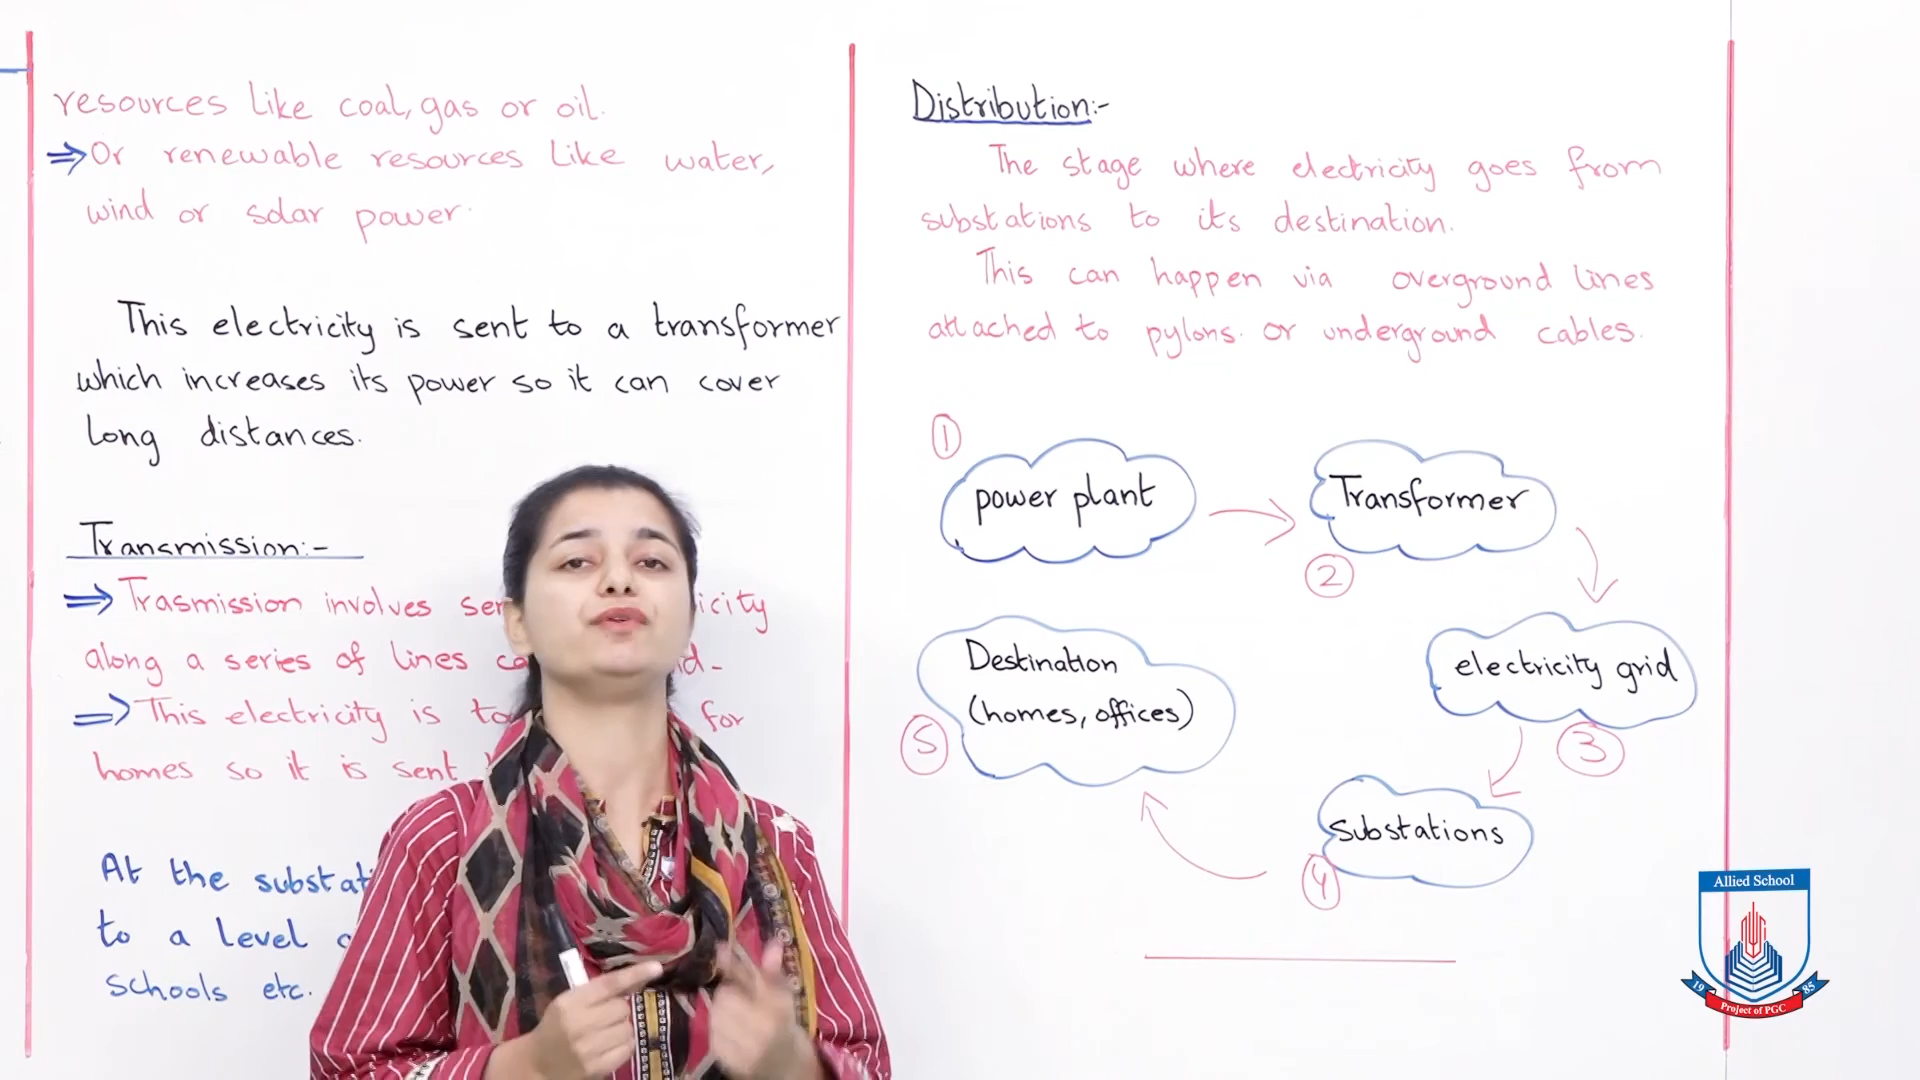 resources like coal, gas or oil.
⇒ Or renewable resources like water,
wind or solar power.
This electricity is sent to a transformer
which increases its power so it can cover
long distances.
Transmission:-
⇒ Trasmission involves
along a series of lines
⇒ This electricity is for
homes so it is sent
At the
to a level
schools etc.
Distribution:-
The stage where electricity goes from
substations to its destination.
This can happen via overground lines
attached to pylons. or underground cables.
1
power plant
Transformer
2
electricity grid
3
Substations
4
Destination
(homes, offices)
5
Allied School
19 85
Project of PGC